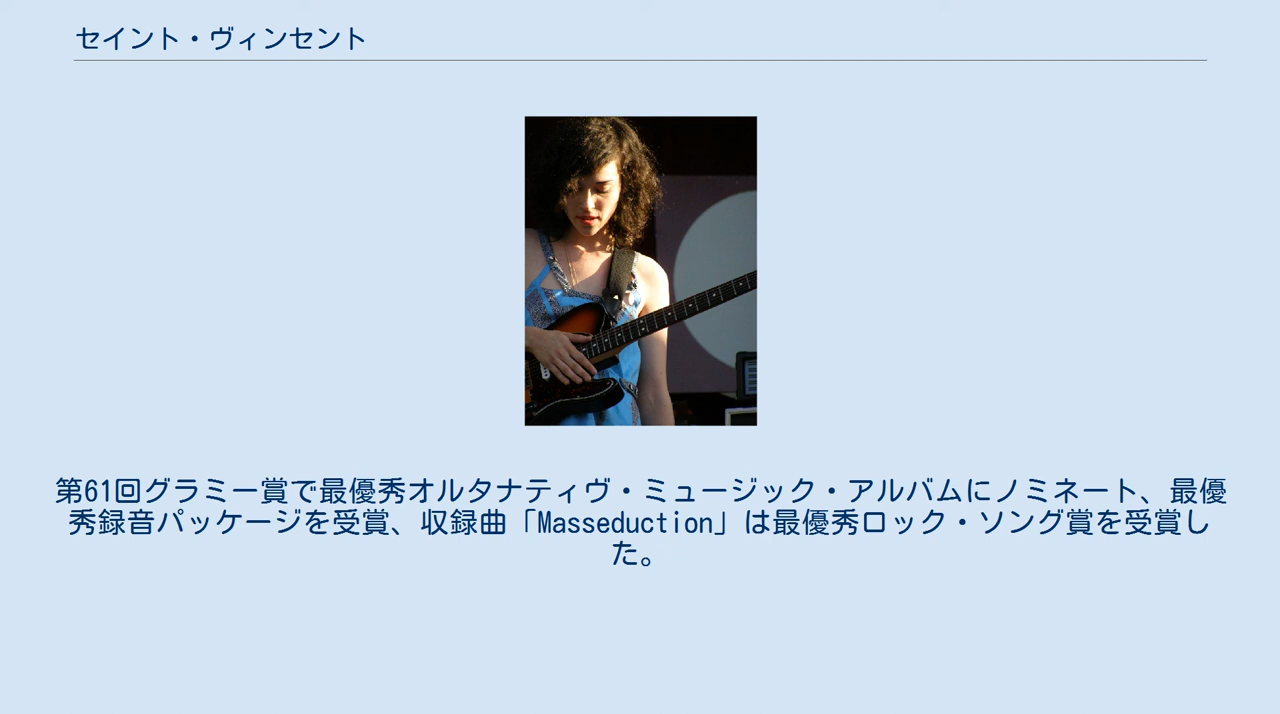 セイント・ヴィンセント
第61回グラミー賞で最優秀オルタナティヴ・ミュージック・アルバムにノミネート、最優
秀録音パッケージを受賞、収録曲「Masseduction」は最優秀ロック・ソング賞を受賞し
た。